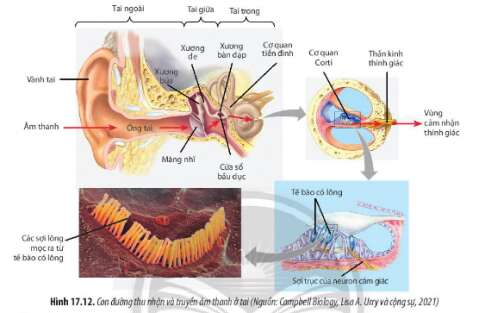 Tai ngoài
Tai giữa
Tai trong
Xương
đe
Xương
bàn đạp
Cơ quan
tiền đình
Cơ quan
Corti
Thần kinh
thính giác
Xương
búa
Vành tai
Âm thanh
Ống tai
Vùng
cảm nhận
thính giác
Màng nhĩ
Cửa sổ
bầu dục
Tế bào có lông
Các sợi lông
mọc ra từ
tế bào có lông
Sợi trục của neuron cảm giác
Hình 17.12. Con đường thu nhận và truyền âm thanh ở tai (Nguồn: Campbell Biology, Lisa A. Urry và cộng sự, 2021)